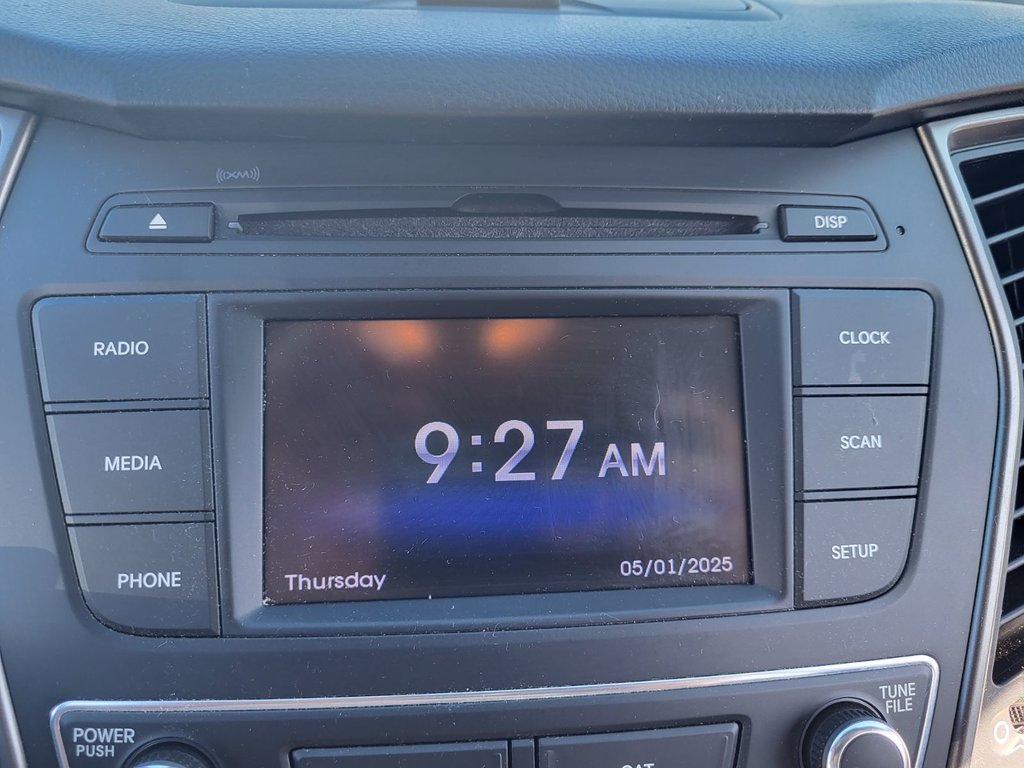 ((XM))
DISP
RADIO
CLOCK
MEDIA
9:27 AM
SCAN
PHONE
Thursday
05/01/2025
SETUP
POWER
PUSH
TUNE
FILE